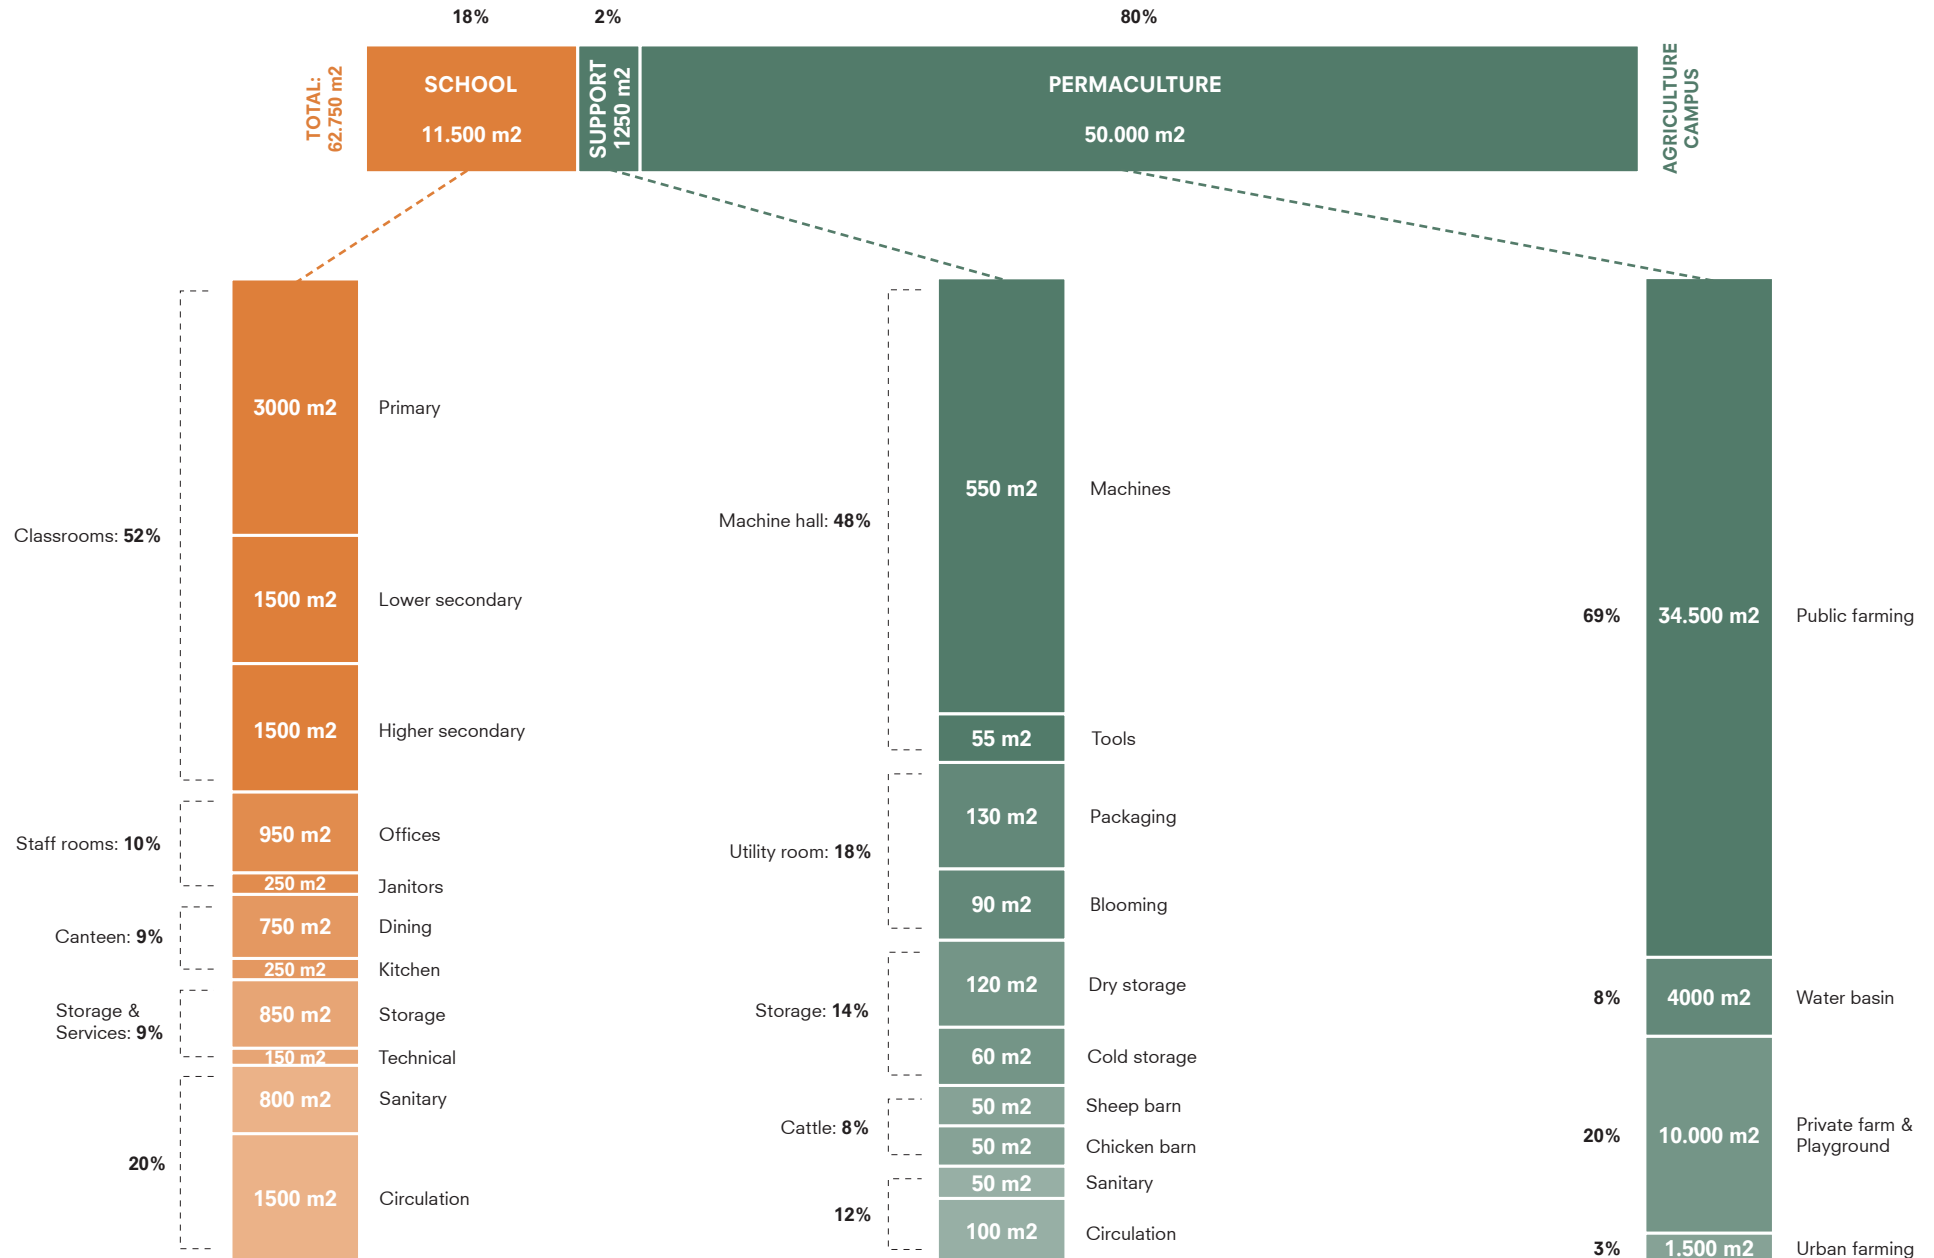 18%
2%
80%
TOTAL:
62.750 m2
SCHOOL
11.500 m2
SUPPORT
1250 m2
PERMACULTURE
50.000 m2
AGRICULTURE
CAMPUS
Classrooms: 52%
3000 m2
Primary
1500 m2
Lower secondary
1500 m2
Higher secondary
Staff rooms: 10%
950 m2
Offices
250 m2
Janitors
Canteen: 9%
750 m2
Dining
250 m2
Kitchen
Storage &
Services: 9%
850 m2
Storage
150 m2
Technical
20%
800 m2
Sanitary
1500 m2
Circulation
Machine hall: 48%
550 m2
Machines
55 m2
Tools
Utility room: 18%
130 m2
Packaging
90 m2
Blooming
Storage: 14%
120 m2
Dry storage
60 m2
Cold storage
Cattle: 8%
50 m2
Sheep barn
50 m2
Chicken barn
12%
50 m2
Sanitary
100 m2
Circulation
69%
34.500 m2
Public farming
8%
4000 m2
Water basin
20%
10.000 m2
Private farm &
Playground
3%
1.500 m2
Urban farming